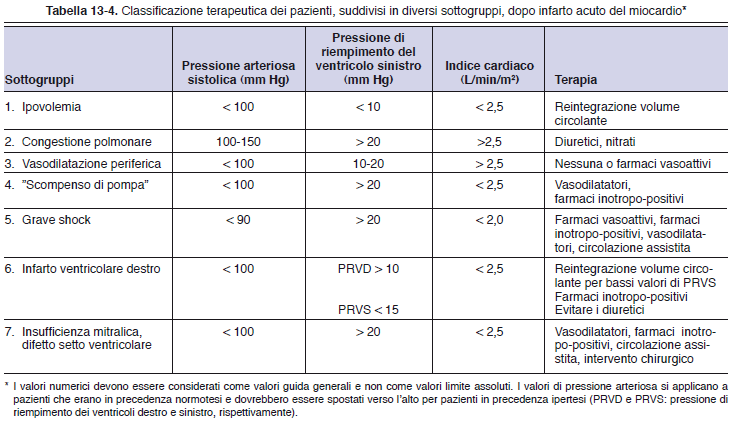 Tabella 13-4. Classificazione terapeutica dei pazienti, suddivisi in diversi sottogruppi, dopo infarto acuto del miocardio*
Sottogruppi
Pressione arteriosa
sistolica (mm Hg)
Pressione di
riempimento del
ventricolo sinistro
(mm Hg)
Indice cardiaco
(L/min/m²)
Terapia
1. Ipovolemia < 100 < 10 < 2,5 Reintegrazione volume
circolante
2. Congestione polmonare 100-150 > 20 >2,5 Diuretici, nitrati
3. Vasodilatazione periferica < 100 10-20 > 2,5 Nessuna o farmaci vasoattivi
4. "Scompenso di pompa" < 100 > 20 < 2,5 Vasodilatatori,
farmaci inotropo-positivi
5. Grave shock < 90 > 20 < 2,0 Farmaci vasoattivi, farmaci
inotropo-positivi, vasodilata-
tori, circolazione assistita
6. Infarto ventricolare destro < 100 PRVD > 10 < 2,5 Reintegrazione volume circo-
lante per bassi valori di PRVS
Farmaci inotropo-positivi
PRVS < 15 Evitare i diuretici
7. Insufficienza mitralica, < 100 > 20 < 2,5 Vasodilatatori, farmaci inotro-
difetto setto ventricolare po-positivi, circolazione assi-
stita, intervento chirurgico
* I valori numerici devono essere considerati come valori guida generali e non come valori limite assoluti. I valori di pressione arteriosa si applicano a
pazienti che erano in precedenza normotesi e dovrebbero essere spostati verso l'alto per pazienti in precedenza ipertesi (PRVD e PRVS: pressione di
riempimento dei ventricoli destro e sinistro, rispettivamente).